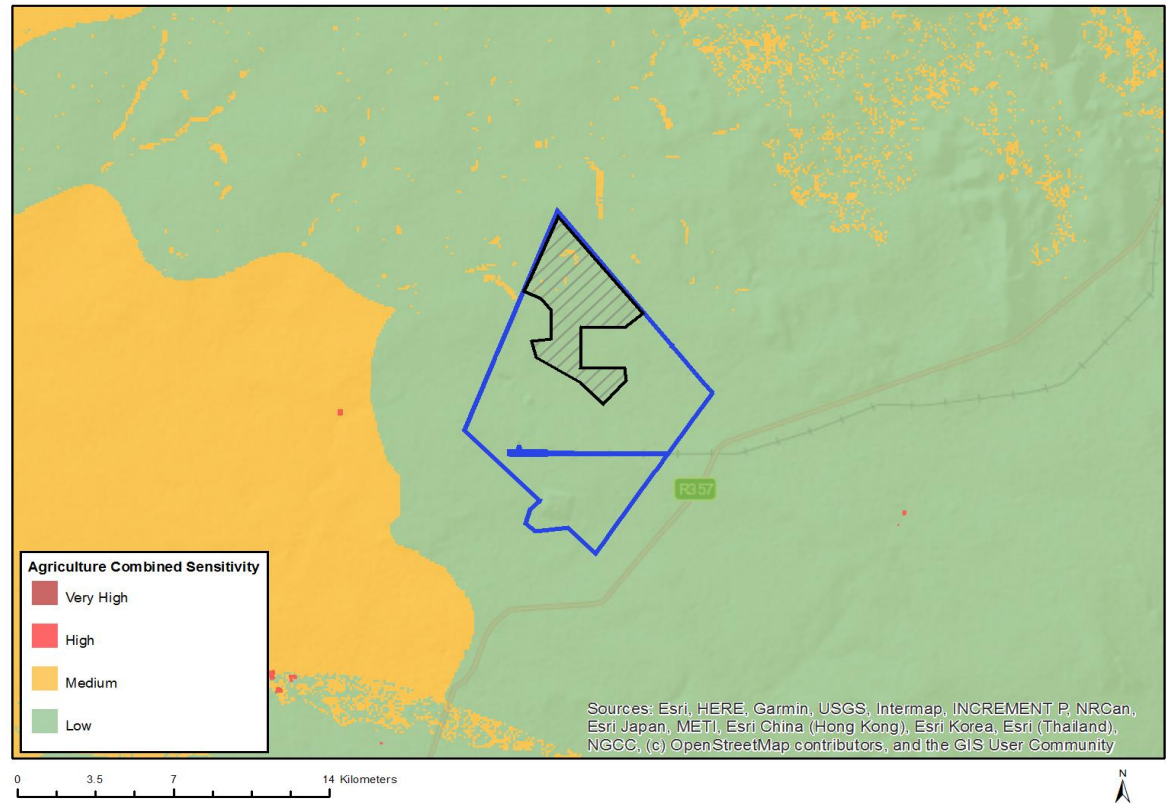 R357
Agriculture Combined Sensitivity
Very High
High
Medium
Low
Sources: Esri, HERE, Garmin, USGS, Intermap, INCREMENT P, NRCan,
Esri Japan, METI, Esri China (Hong Kong), Esri Korea, Esri (Thailand),
NGCC, (c) OpenStreetMap contributors, and the GIS User Community
0 3.5 7 14 Kilometers
N